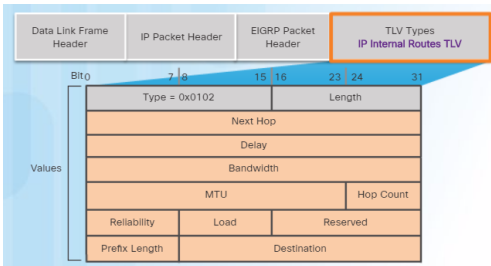 Data Link Frame
Header
IP Packet Header
EIGRP Packet
Header
TLV Types
IP Internal Routes TLV
Bit 0 7 8 15 16 23 24 31
Type = 0x0102 Length
Next Hop
Delay
Values Bandwidth
MTU Hop Count
Reliability Load Reserved
Prefix Length Destination